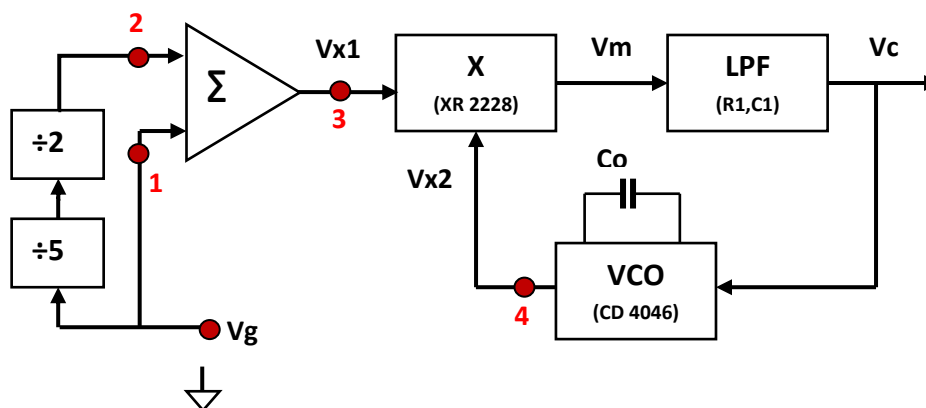 2
Σ
Vx1
3
X
(XR 2228)
Vm
LPF
(R1,C1)
Vc
÷2
1
Vx2
Co
÷5
VCO
(CD 4046)
4
Vg